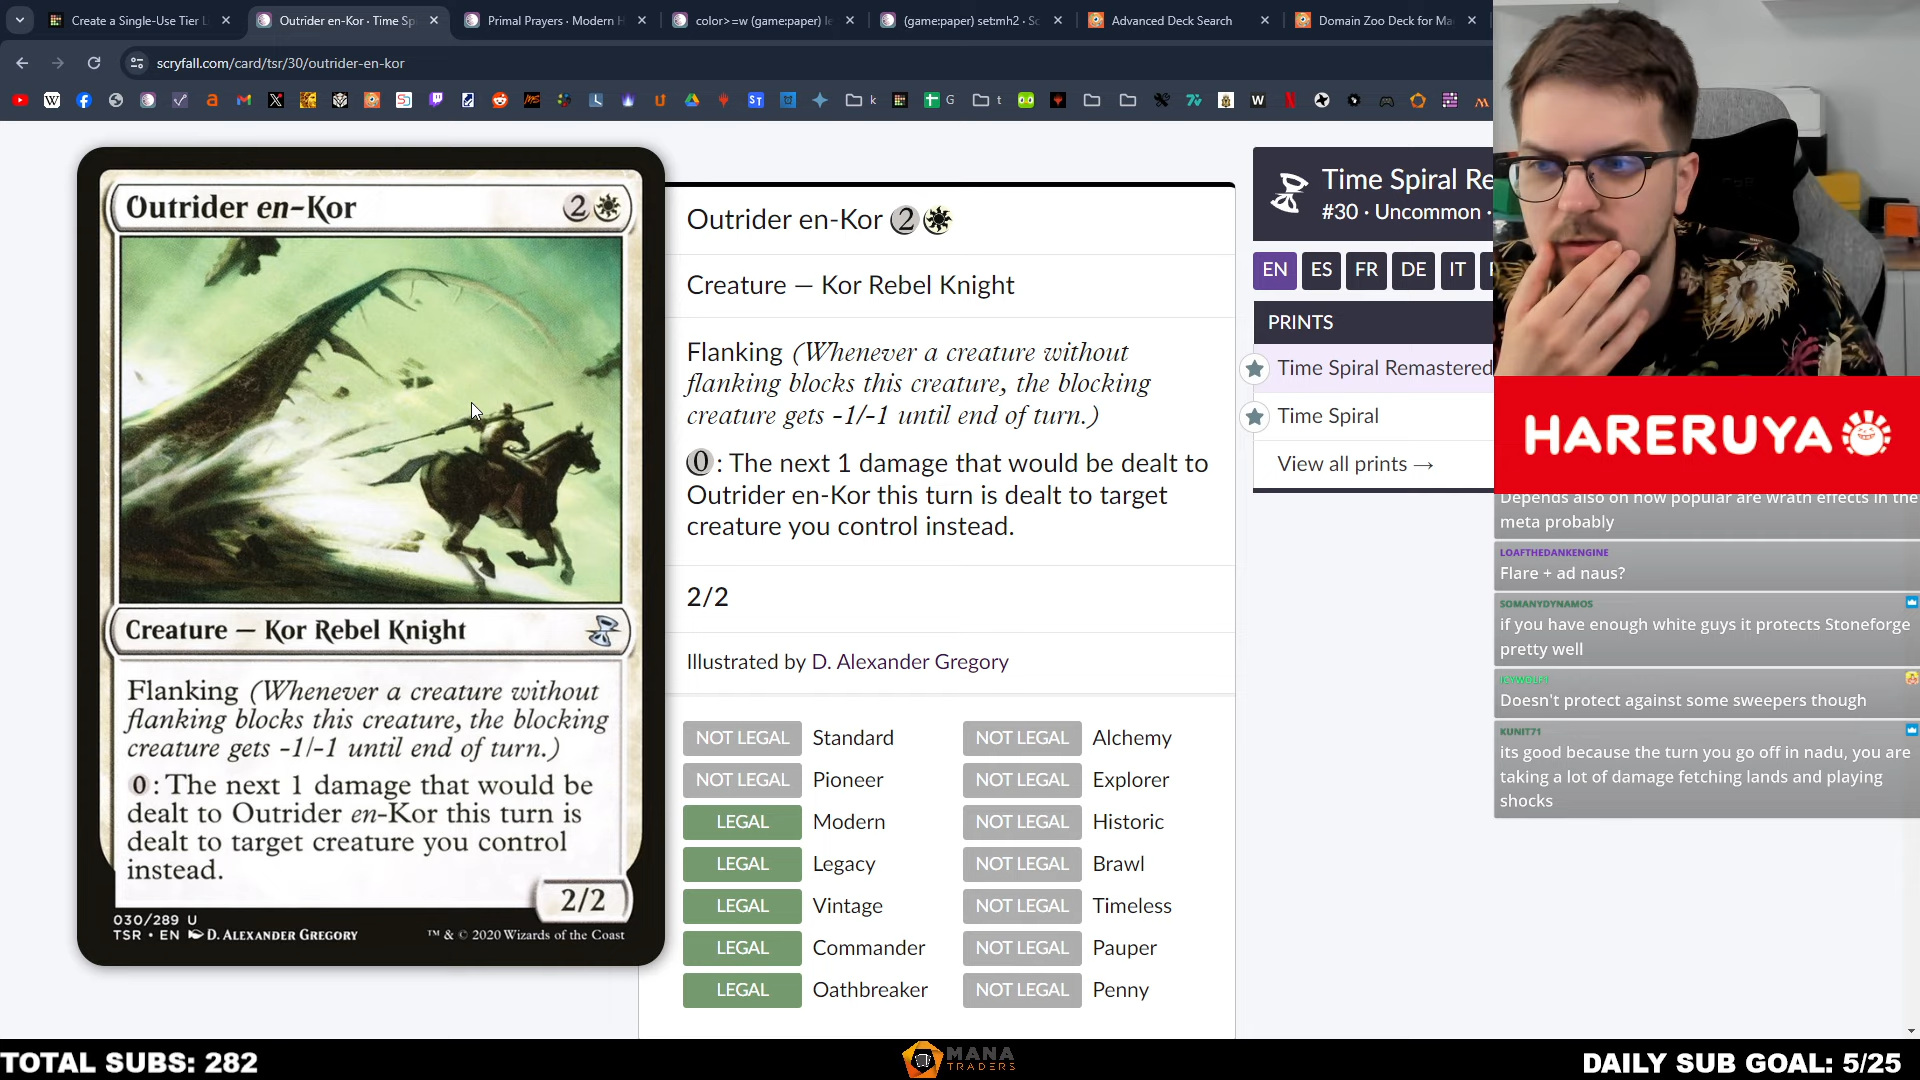 Create a Single-Use Tier L
Outrider en-Kor · Time Sp
Primal Prayers · Modern H
color>=w (game:paper) le
(game:paper) set:mh2 · Sc
Advanced Deck Search
Domain Zoo Deck for Ma
scryfall.com/card/tsr/30/outrider-en-kor
k
G
t
Outrider en-Kor 2
Creature — Kor Rebel Knight
Flanking (Whenever a creature without
flanking blocks this creature, the blocking
creature gets -1/-1 until end of turn.)
0: The next 1 damage that would be
dealt to Outrider en-Kor this turn is
dealt to target creature you control
instead.
2/2
030/289 U
TSR • EN D. ALEXANDER GREGORY
™ & © 2020 Wizards of the Coast
Outrider en-Kor 2
Creature — Kor Rebel Knight
Flanking (Whenever a creature without
flanking blocks this creature, the blocking
creature gets -1/-1 until end of turn.)
0: The next 1 damage that would be dealt to
Outrider en-Kor this turn is dealt to target
creature you control instead.
2/2
Illustrated by D. Alexander Gregory
NOT LEGAL Standard NOT LEGAL Alchemy
NOT LEGAL Pioneer NOT LEGAL Explorer
LEGAL Modern NOT LEGAL Historic
LEGAL Legacy NOT LEGAL Brawl
LEGAL Vintage NOT LEGAL Timeless
LEGAL Commander NOT LEGAL Pauper
LEGAL Oathbreaker NOT LEGAL Penny
Time Spiral Re
#30 · Uncommon ·
EN ES FR DE IT
PRINTS
Time Spiral Remastered
Time Spiral
View all prints →
HARERUYA
Depends also on how popular are wrath effects in the
meta probably
LOAFTHEDANKENGINE
Flare + ad naus?
SOMANYDYNAMOS
if you have enough white guys it protects Stoneforge
pretty well
Doesn't protect against some sweepers though
KUNIT71
its good because the turn you go off in nadu, you are
taking a lot of damage fetching lands and playing
shocks
TOTAL SUBS: 282
MANA
TRADERS
DAILY SUB GOAL: 5/25